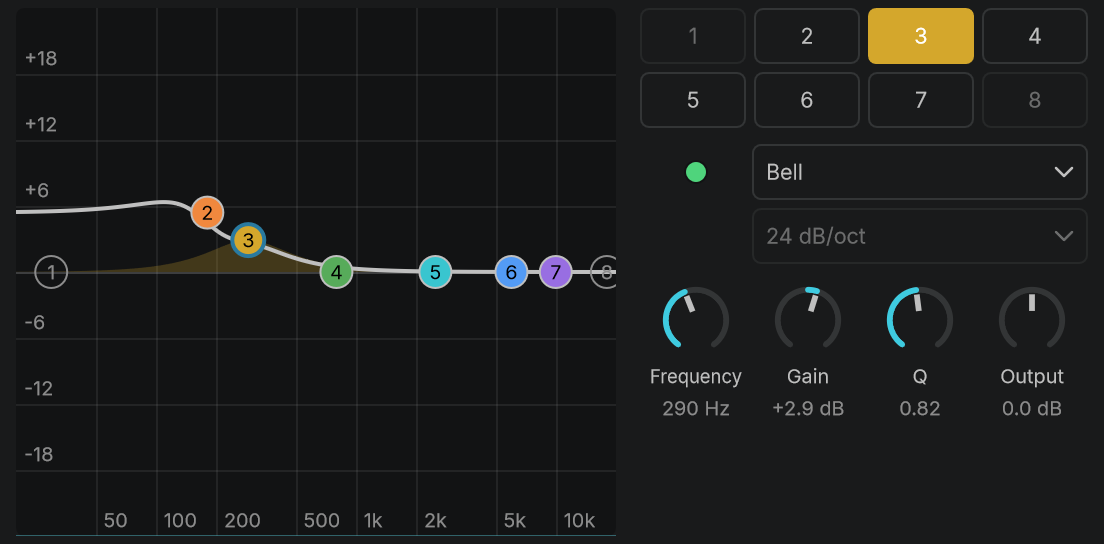 +18
+12
+6
-6
-12
-18
1
2
3
4
5
6
7
8
50 100 200 500 1k 2k 5k 10k
1 2 3 4
5 6 7 8
Bell
24 dB/oct
Frequency Gain Q Output
290 Hz +2.9 dB 0.82 0.0 dB